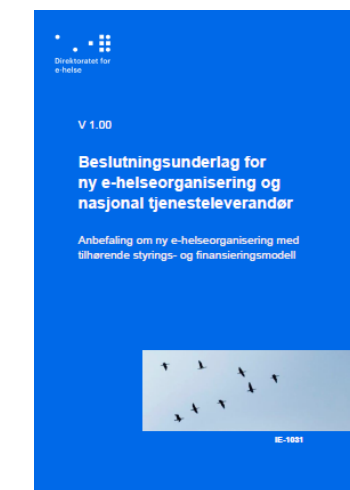 Direktoratet for
e-helse
V 1.00
Beslutningsunderlag for
ny e-helseorganisering og
nasjonal tjenesteleverandør
Anbefaling om ny e-helseorganisering med
tilhørende styrings- og finansieringsmodell
IE-1031